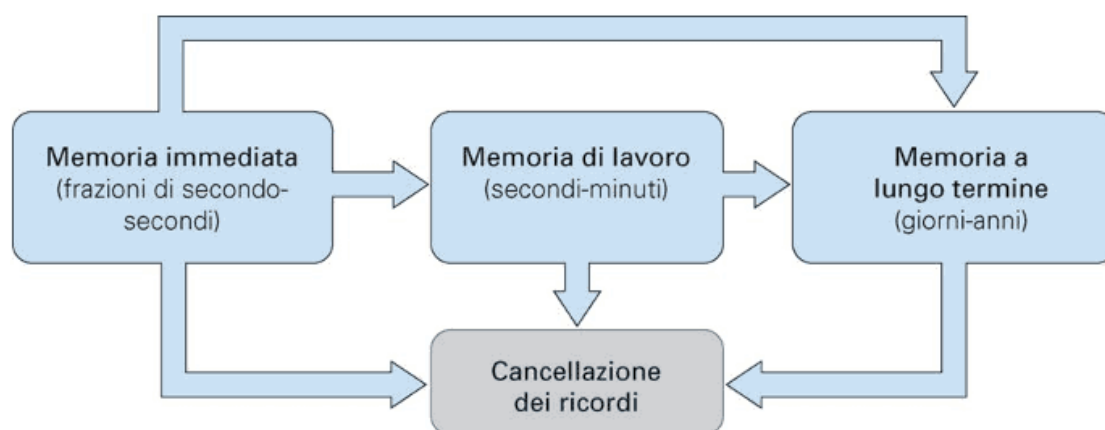 Memoria immediata
(frazioni di secondo-
secondi)
Memoria di lavoro
(secondi-minuti)
Memoria a
lungo termine
(giorni-anni)
Cancellazione
dei ricordi